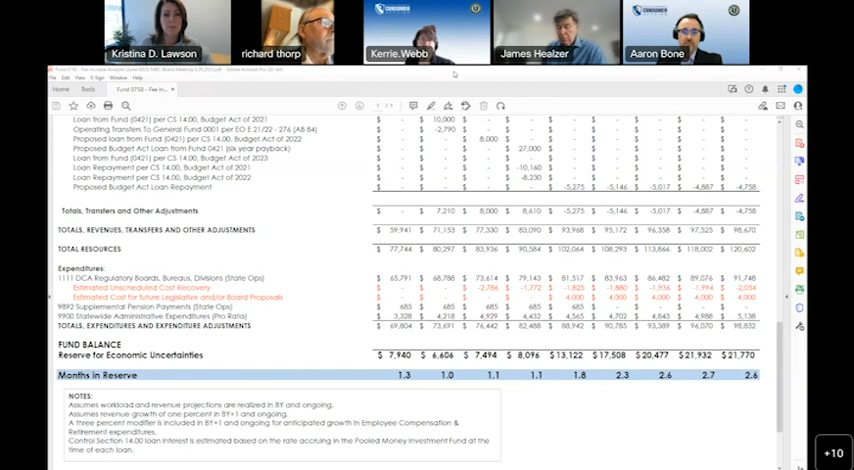 CONSUMER
CONSUMER
Kristina D. Lawson
richard thorp
Kerrie.Webb
James Healzer
Aaron Bone
File Edit View E-Sign Window Help
Home Tools Fund 0758 - Fee In... ×
Loan from Fund (0421) per CS 14.00, Budget Act of 2021 $ - $ 10,000 $ - $ - $ - $ - $ - $ - $ -
Operating Transfers To General Fund 0001 per EO E 21/22 - 276 (AB 84) $ - $ -2,790 $ - $ - $ - $ - $ - $ - $ -
Proposed loan from Fund (0421) per CS 14.00, Budget Act of 2022 $ - $ - $ 8,000 $ - $ - $ - $ - $ - $ -
Proposed Budget Act Loan from Fund 0421 (six year payback) $ - $ - $ - $ 27,000 $ - $ - $ - $ - $ -
Loan from Fund (0421) per CS 14.00, Budget Act of 2023 $ - $ - $ - $ - $ - $ - $ - $ - $ -
Loan Repayment per CS 14.00, Budget Act of 2021 $ - $ - $ - $ -10,160 $ - $ - $ - $ - $ -
Loan Repayment per CS 14.00, Budget Act of 2022 $ - $ - $ - $ -8,230 $ - $ - $ - $ - $ -
Proposed Budget Act Loan Repayment $ - $ - $ - $ - $ -5,275 $ -5,146 $ -5,017 $ -4,887 $ -4,758
Totals, Transfers and Other Adjustments $ - $ 7,210 $ 8,000 $ 8,610 $ -5,275 $ -5,146 $ -5,017 $ -4,887 $ -4,758
TOTALS, REVENUES, TRANSFERS AND OTHER ADJUSTMENTS $ 59,941 $ 71,153 $ 77,330 $ 83,090 $ 93,968 $ 95,172 $ 96,358 $ 97,525 $ 98,670
TOTAL RESOURCES $ 77,744 $ 80,297 $ 83,936 $ 90,584 $ 102,064 $ 108,293 $ 113,866 $ 118,002 $ 120,602
Expenditures:
1111 DCA Regulatory Boards, Bureaus, Divisions (State Ops) $ 65,791 $ 68,788 $ 73,614 $ 79,143 $ 81,517 $ 83,963 $ 86,482 $ 89,076 $ 91,748
Estimated Unscheduled Cost Recovery $ - $ - $ -2,786 $ -1,772 $ -1,825 $ -1,880 $ -1,936 $ -1,994 $ -2,054
Estimated Cost for future Legislative and/or Board Proposals $ - $ - $ - $ - $ 4,000 $ 4,000 $ 4,000 $ 4,000 $ 4,000
9892 Supplemental Pension Payments (State Ops) $ 685 $ 685 $ 685 $ 685 $ 685 $ - $ - $ - $ -
9900 Statewide Administrative Expenditures (Pro Rata) $ 3,328 $ 4,218 $ 4,929 $ 4,432 $ 4,565 $ 4,702 $ 4,843 $ 4,988 $ 5,138
TOTALS, EXPENDITURES AND EXPENDITURE ADJUSTMENTS $ 69,804 $ 73,691 $ 76,442 $ 82,488 $ 88,942 $ 90,785 $ 93,389 $ 96,070 $ 98,832
FUND BALANCE
Reserve for Economic Uncertainties $ 7,940 $ 6,606 $ 7,494 $ 8,096 $ 13,122 $ 17,508 $ 20,477 $ 21,932 $ 21,770
Months in Reserve 1.3 1.0 1.1 1.1 1.8 2.3 2.6 2.7 2.6
NOTES:
Assumes workload and revenue projections are realized in BY and ongoing.
Assumes revenue growth of one percent in BY+1 and ongoing.
A three percent modifier is included in BY+1 and ongoing for anticipated growth in Employee Compensation &
Retirement expenditures.
Control Section 14.00 loan interest is estimated based on the rate accruing in the Pooled Money Investment Fund at the
time of each loan.
+10